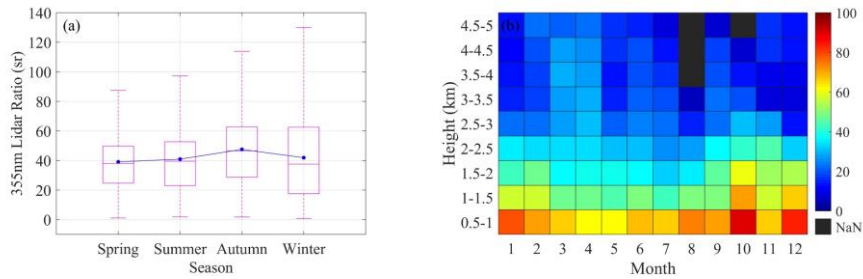 (a)
355nm Lidar Ratio (sr)
140
120
100
80
60
40
20
0
Spring Summer Autumn Winter
Season
(b)
Height (km)
4.5-5
4-4.5
3.5-4
3-3.5
2.5-3
2-2.5
1.5-2
1-1.5
0.5-1
1 2 3 4 5 6 7 8 9 10 11 12
Month
100
80
60
40
20
0
NaN